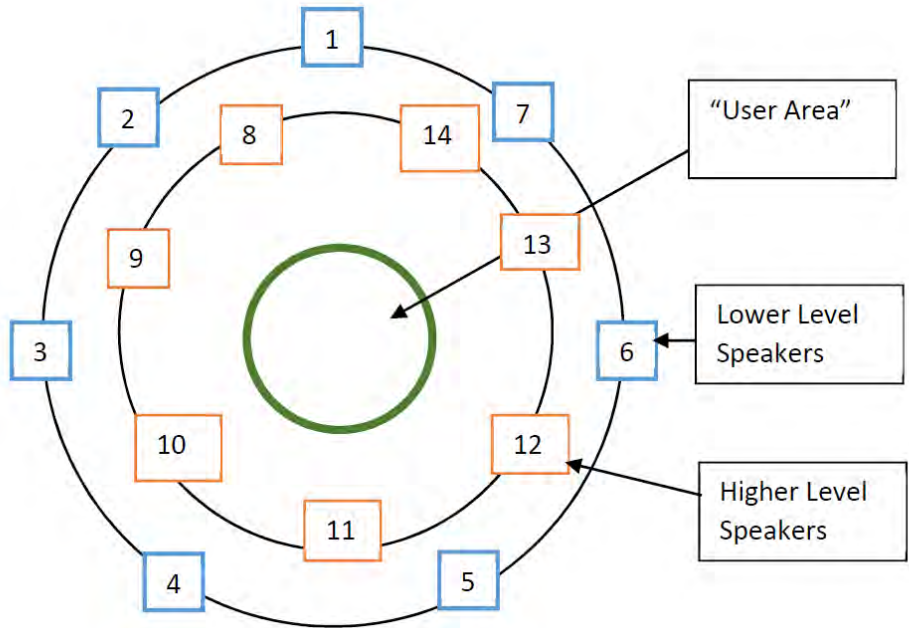 1
2
7
8
14
“User Area”
9
13
3
6
Lower Level
Speakers
10
12
11
Higher Level
Speakers
4
5